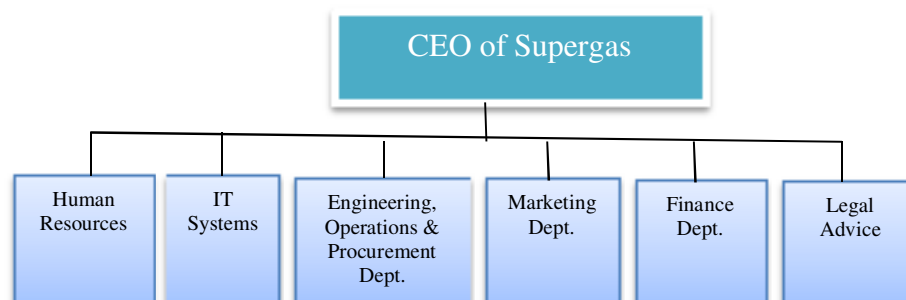 CEO of Supergas
Human
Resources
IT
Systems
Engineering,
Operations &
Procurement
Dept.
Marketing
Dept.
Finance
Dept.
Legal
Advice